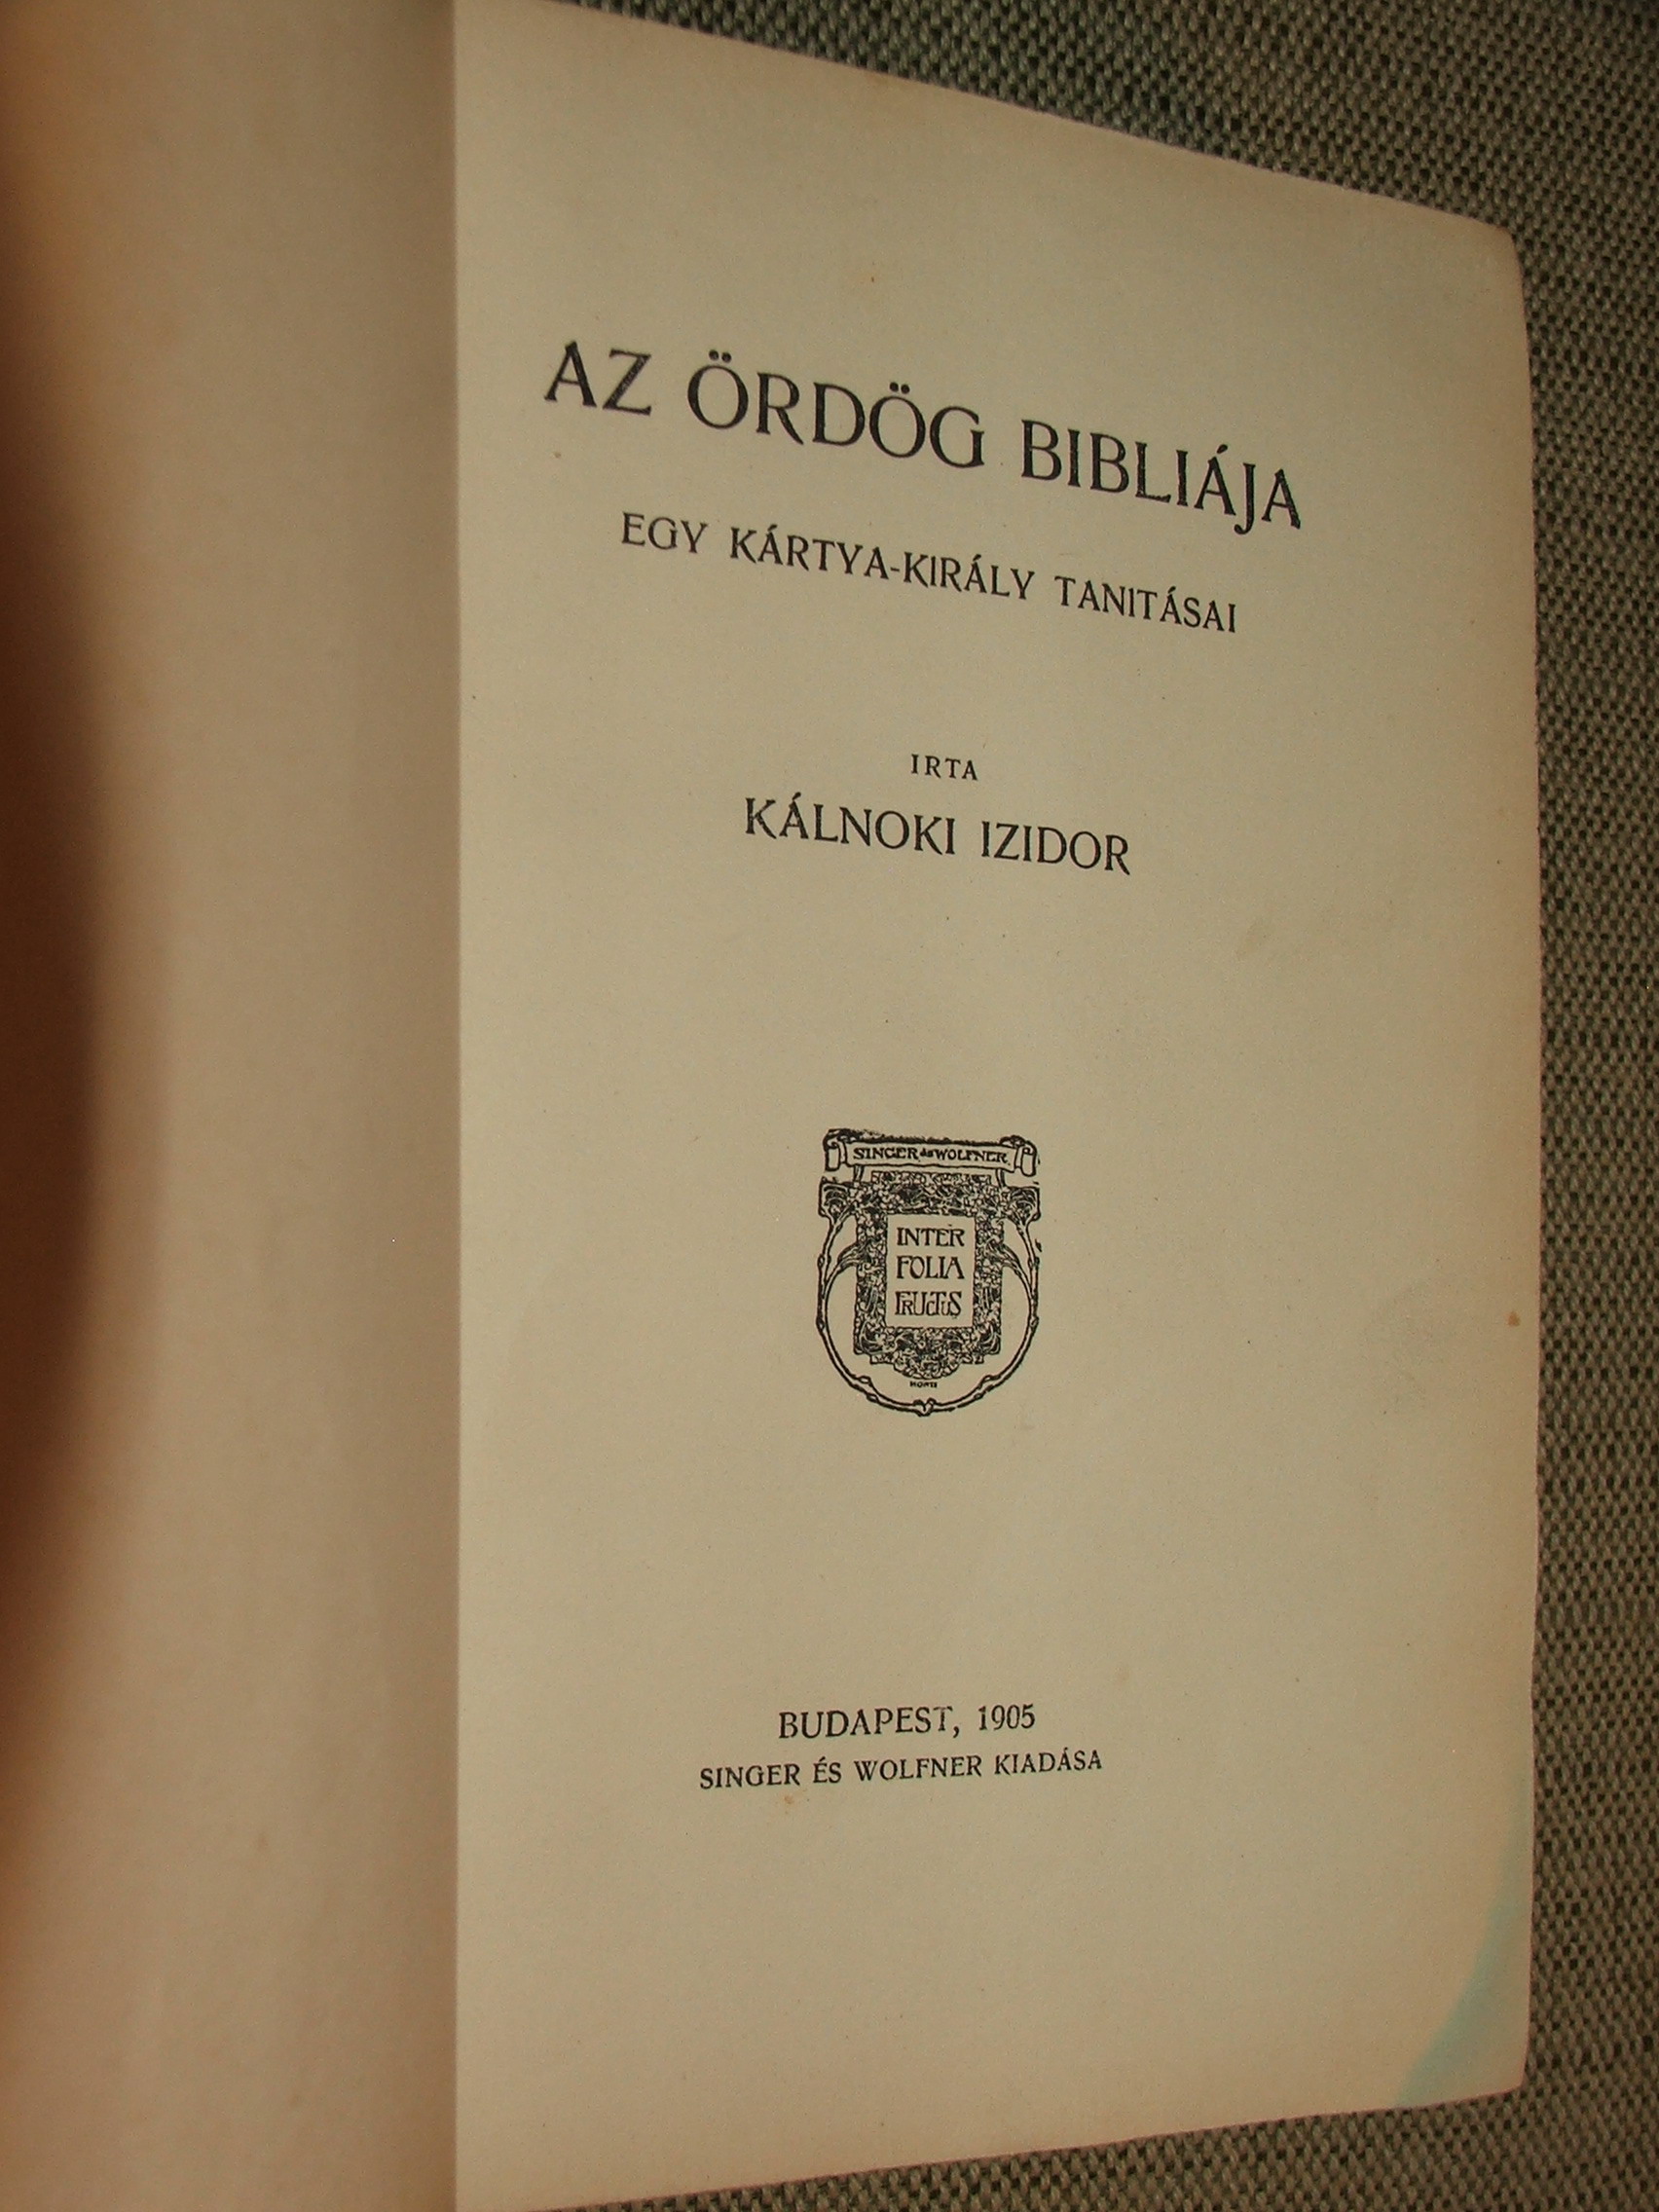 AZ ÖRDÖG BIBLIÁJA
EGY KÁRTYA-KIRÁLY TANITÁSAI
IRTA
KÁLNOKI IZIDOR
SINGER és WOLFNER
INTER
FOLIA
FRUCTUS
BUDAPEST, 1905
SINGER ÉS WOLFNER KIADÁSA